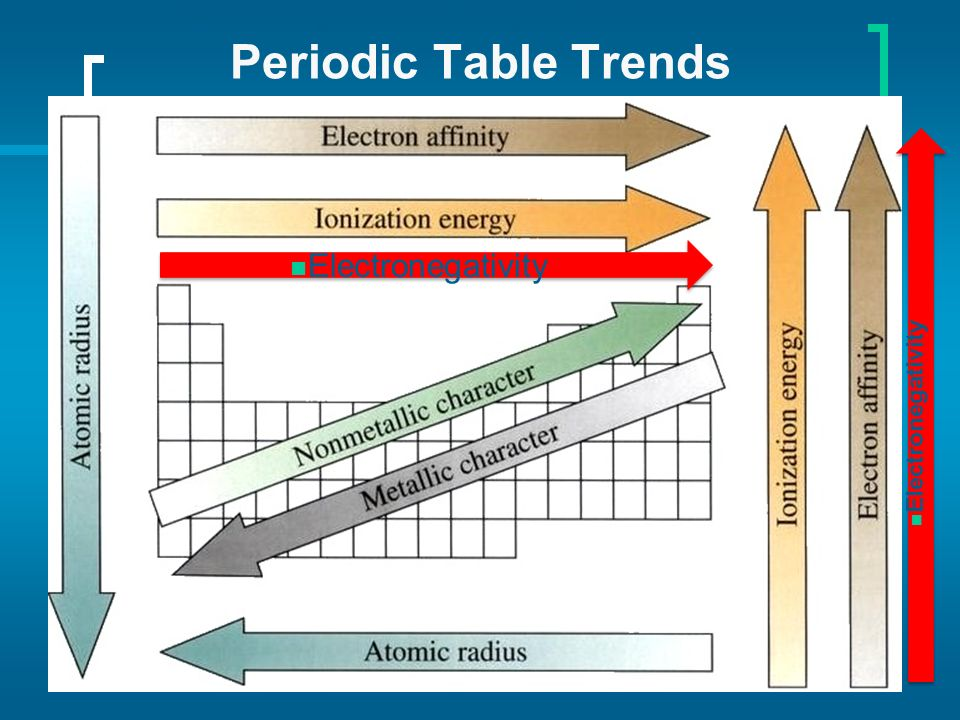 Periodic Table Trends
Electron affinity
Ionization energy
Electronegativity
Atomic radius
Nonmetallic character
Metallic character
Ionization energy
Electron affinity
Electronegativity
Atomic radius